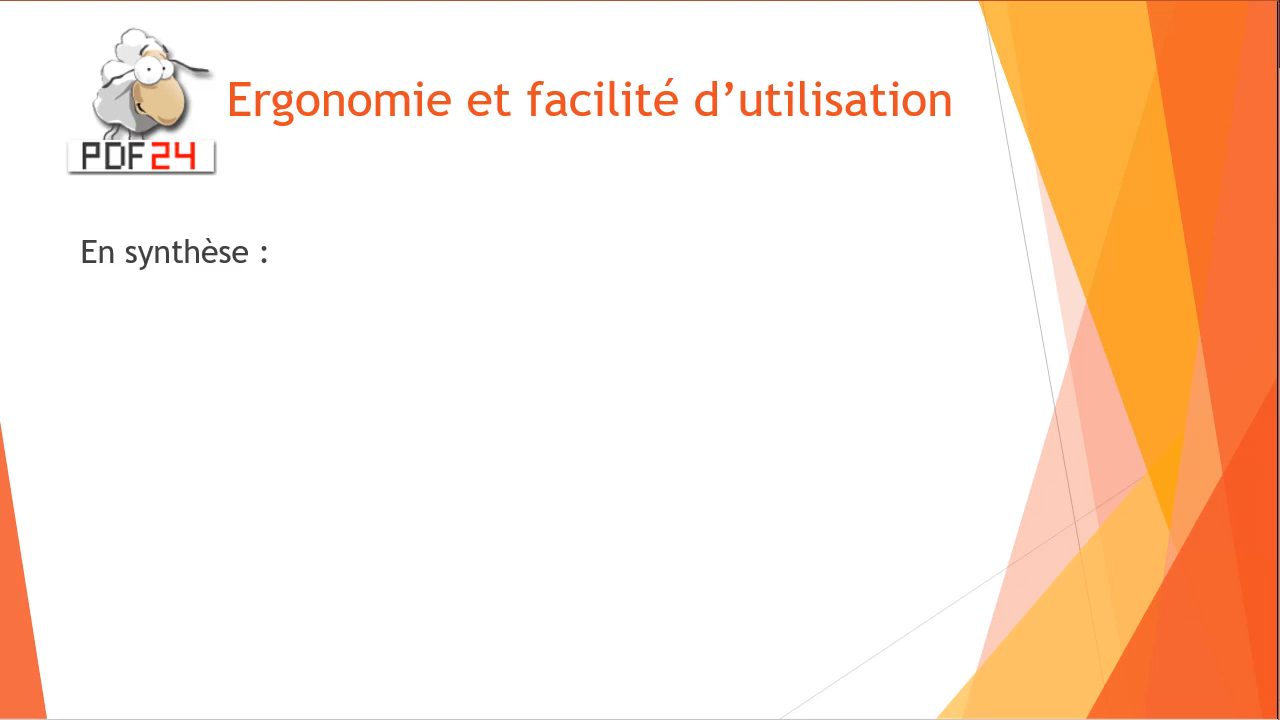 Ergonomie et facilité d’utilisation
PDF24
En synthèse :